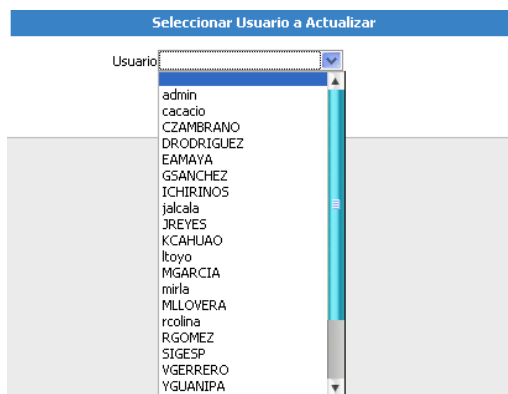 Seleccionar Usuario a Actualizar
Usuario
admin
cacacio
CZAMBRANO
DRODRIGUEZ
EAMAYA
GSANCHEZ
ICHIRINOS
jalcala
JREYES
KCAHUAO
ltoyo
MGARCIA
mirla
MLLOVERA
rcolina
RGOMEZ
SIGESP
VGERRERO
YGUANIPA